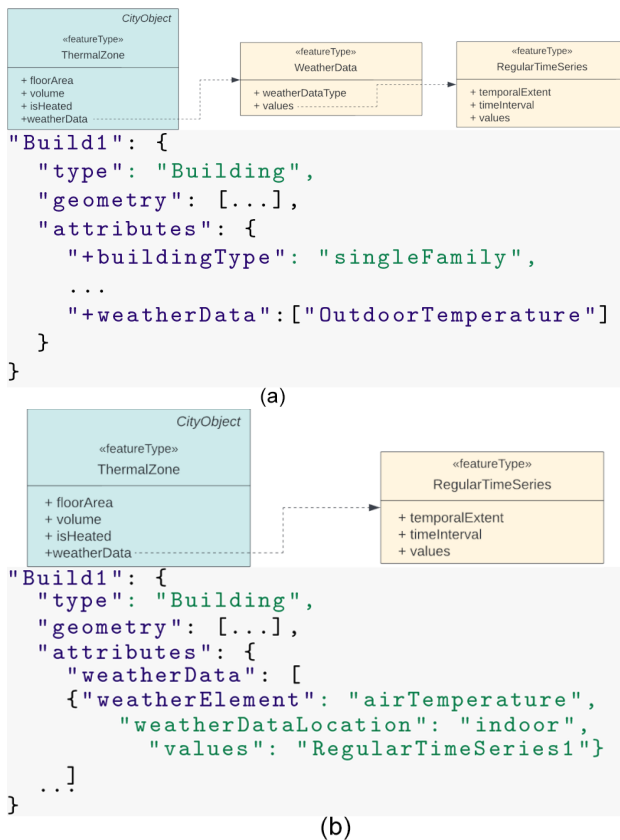 CityObject
«featureType»
ThermalZone
+ floorArea
+ volume
+ isHeated
+weatherData
«featureType»
WeatherData
+ weatherDataType
+ values
«featureType»
RegularTimeSeries
+ temporalExtent
+ timeInterval
+ values
"Build1": {
"type": "Building",
"geometry": [...],
"attributes": {
"+buildingType": "singleFamily",
...
"+weatherData":["OutdoorTemperature"]
}
}
(a)
CityObject
«featureType»
ThermalZone
+ floorArea
+ volume
+ isHeated
+weatherData
«featureType»
RegularTimeSeries
+ temporalExtent
+ timeInterval
+ values
"Build1": {
"type": "Building",
"geometry": [...],
"attributes": {
"weatherData": [
{"weatherElement": "airTemperature",
"weatherDataLocation": "indoor",
"values": "RegularTimeSeries1"}
]
...
}
(b)